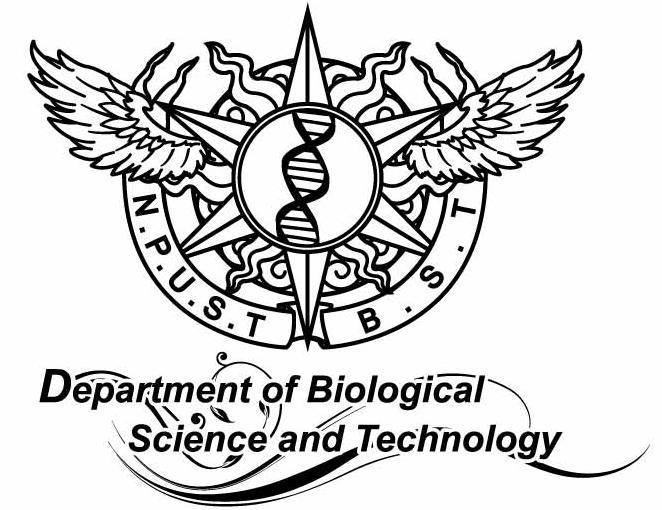 N.P.U.S.T
B.S.T
Department of Biological
Science and Technology